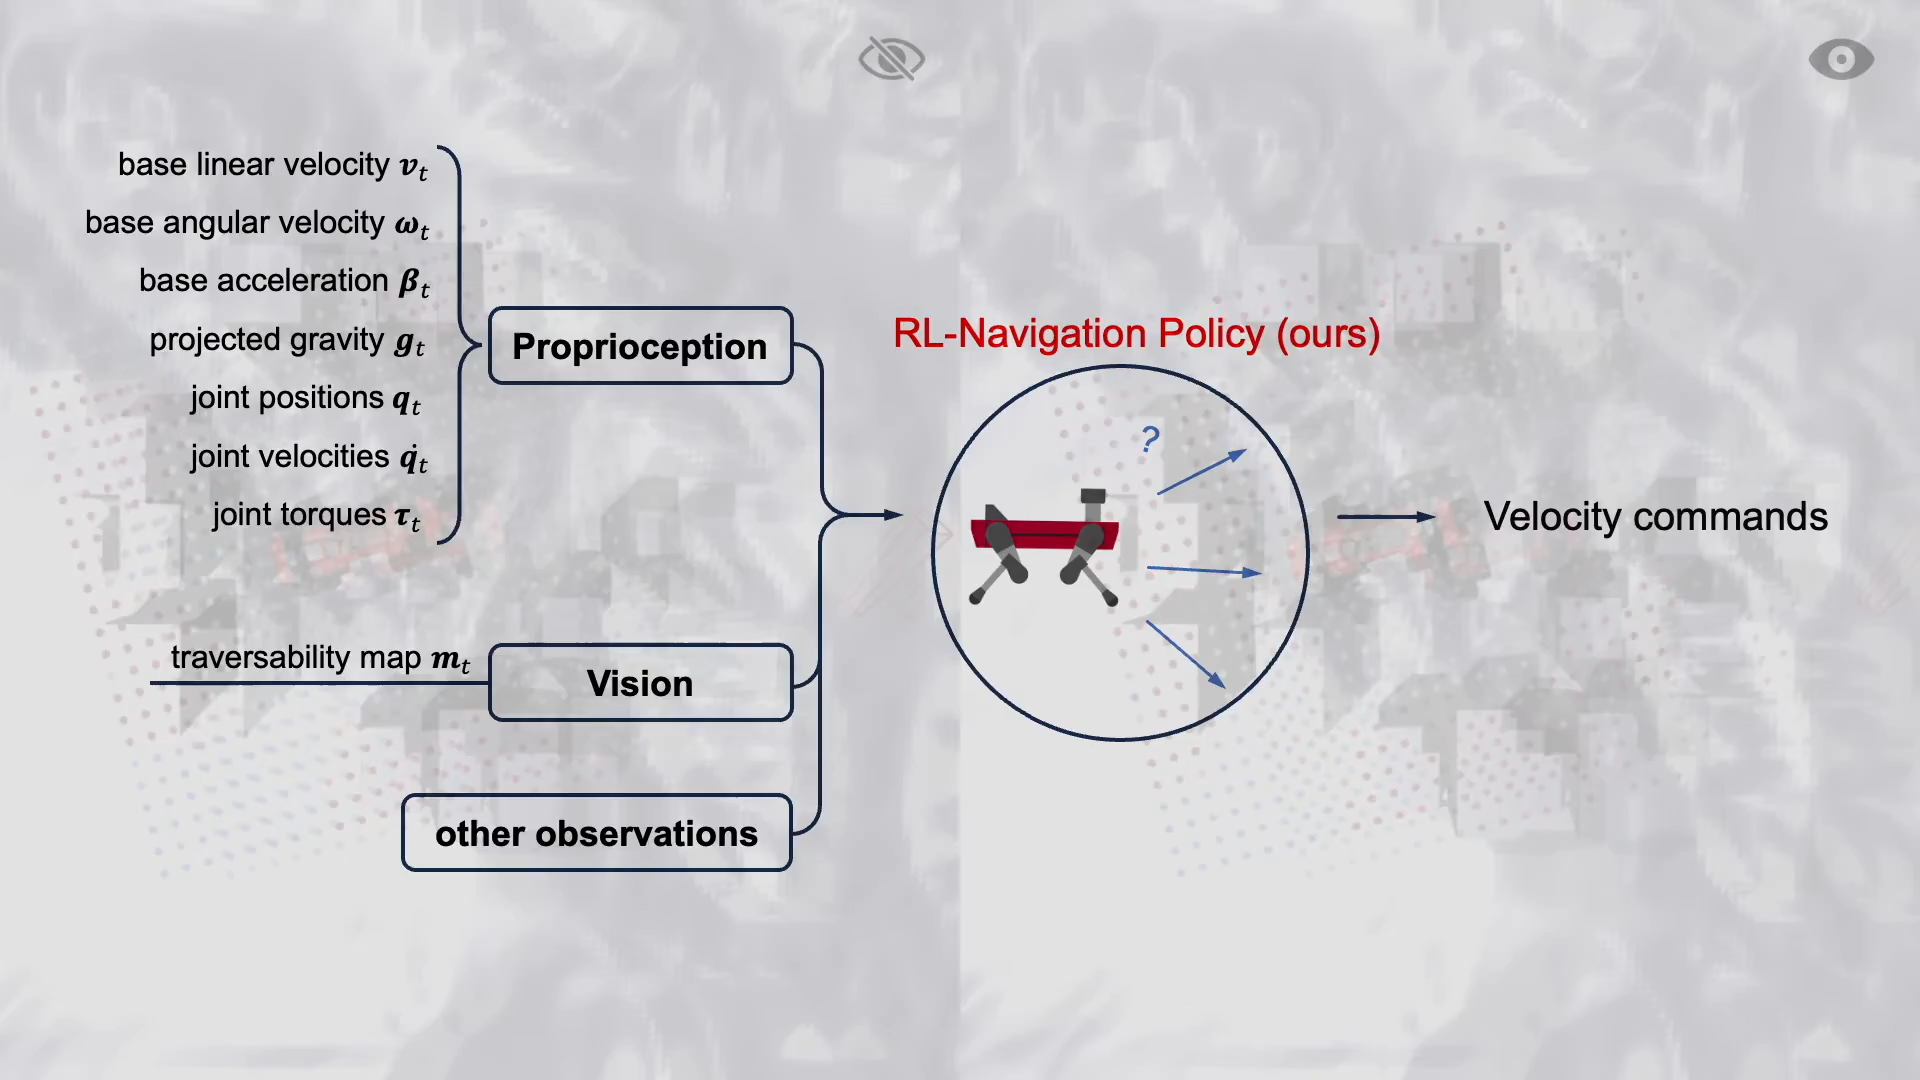 base linear velocity 𝒗ₜ
base angular velocity 𝝎ₜ
base acceleration 𝜷ₜ
projected gravity 𝒈ₜ
joint positions 𝒒ₜ
joint velocities 𝒒̇ₜ
joint torques 𝝉ₜ
Proprioception
traversability map 𝒎ₜ
Vision
other observations
RL-Navigation Policy (ours)
?
Velocity commands